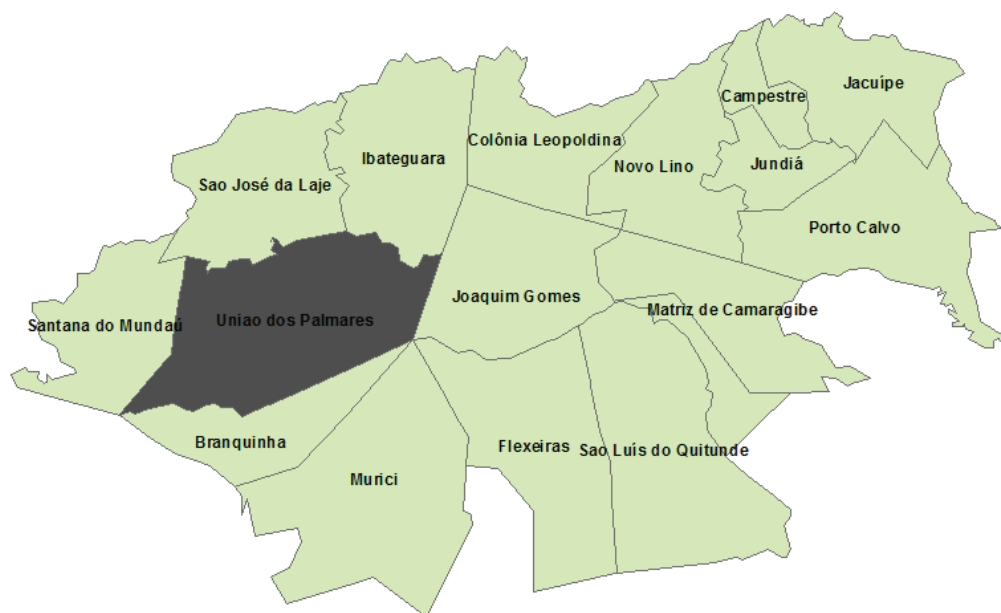 Jacuípe
Campestre
Colônia Leopoldina
Ibateguara
Novo Lino
Jundiá
Sao José da Laje
Porto Calvo
Joaquim Gomes
Matriz de Camaragibe
Uniao dos Palmares
Santana do Mundaú
Branquinha
Flexeiras
Sao Luís do Quitunde
Murici